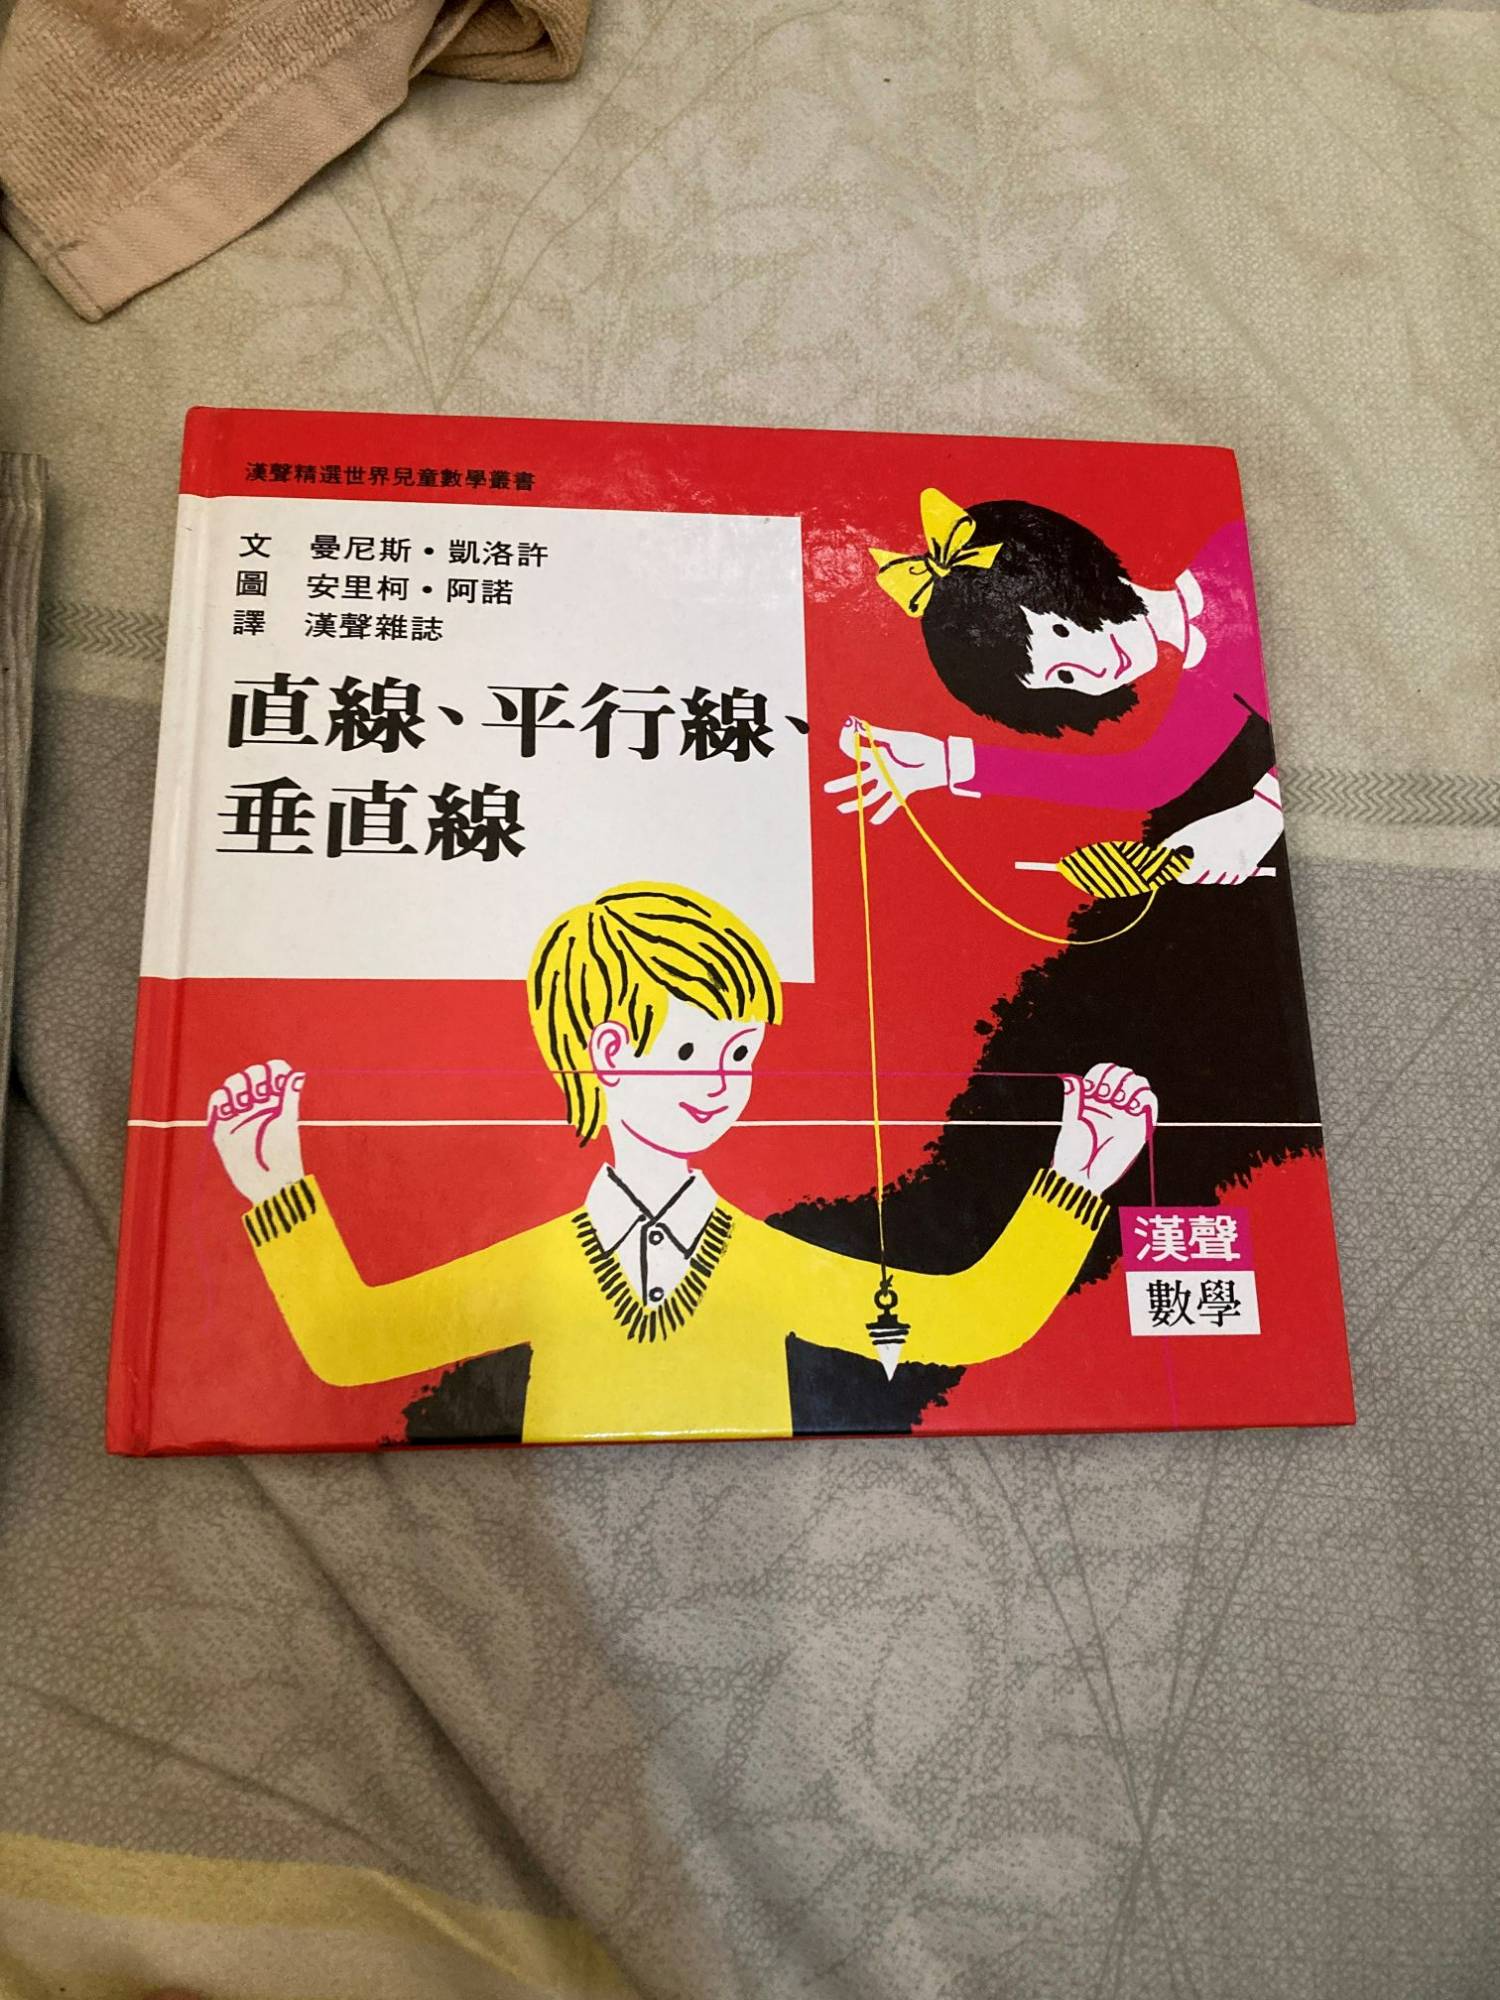 漢聲精選世界兒童數學叢書
文 曼尼斯・凱洛許
圖 安里柯・阿諾
譯 漢聲雜誌
直線、平行線、
垂直線
漢聲
數學